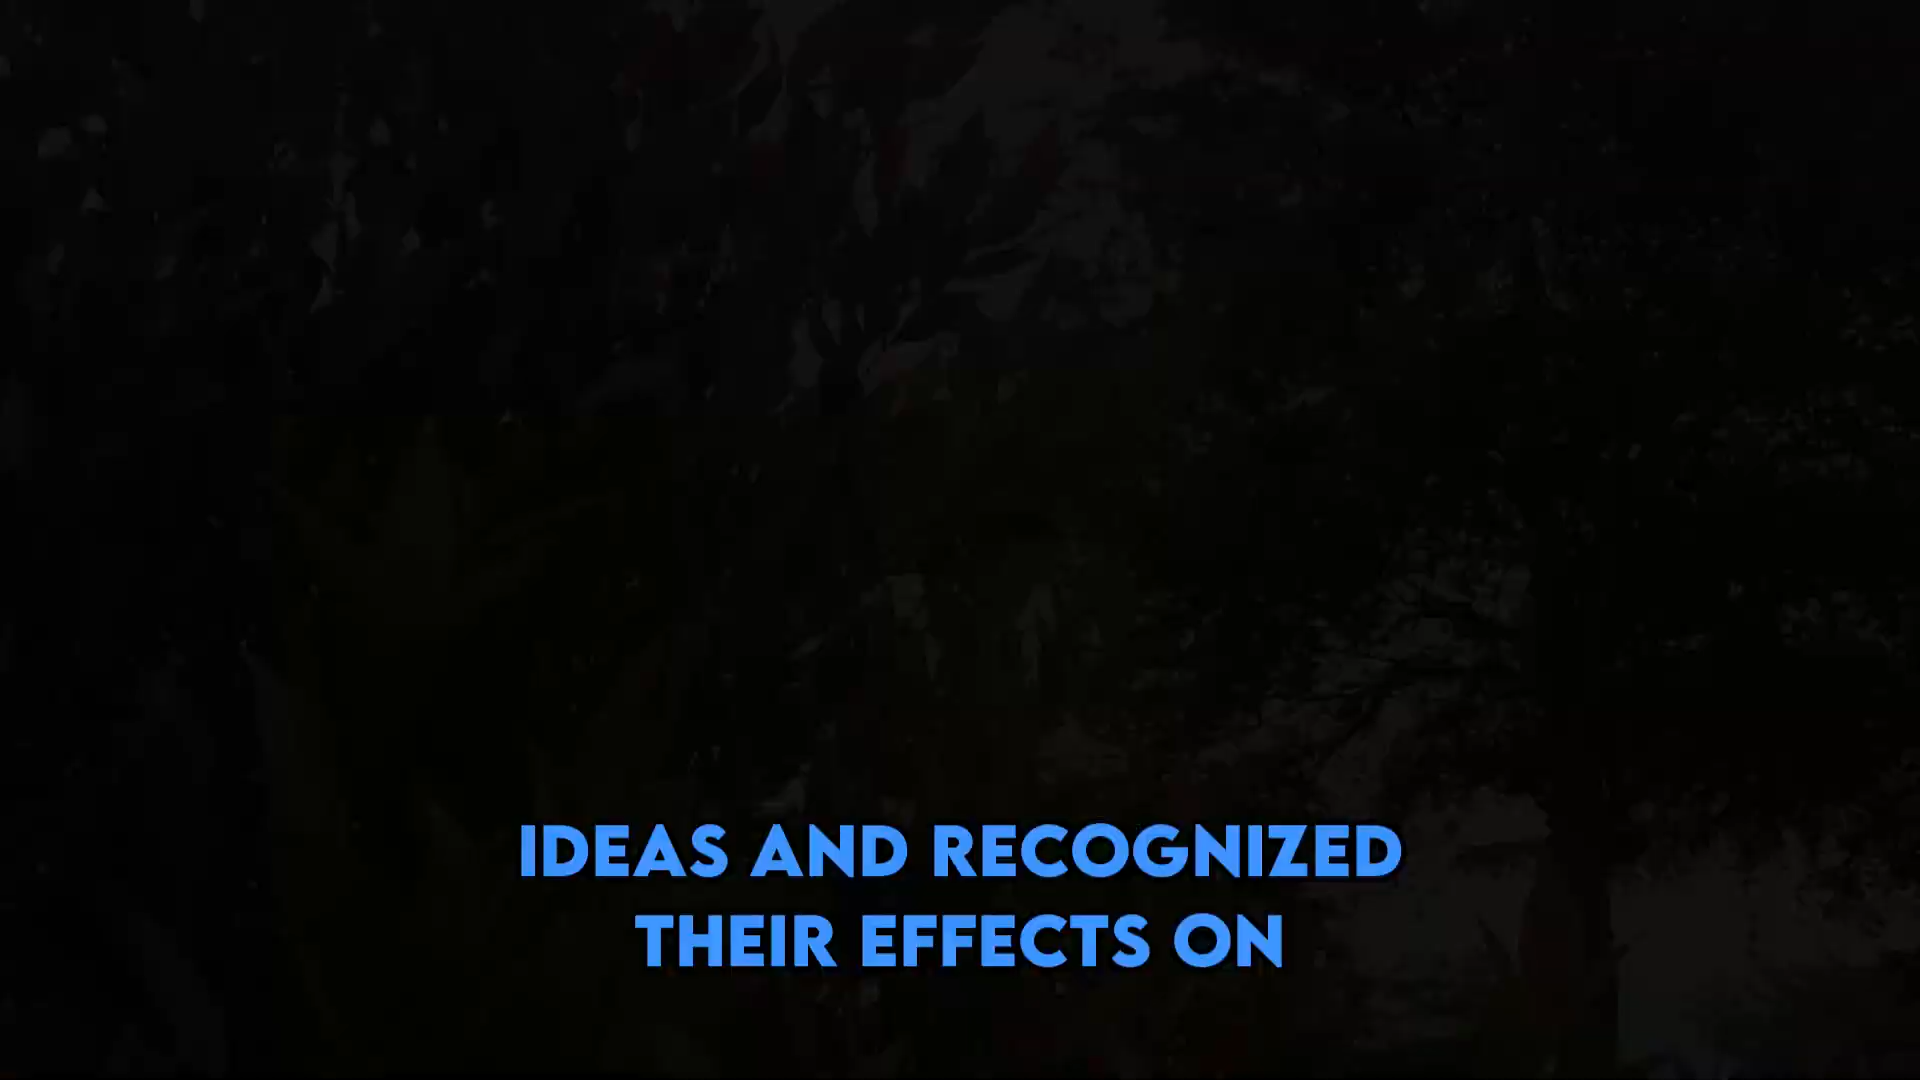 IDEAS AND RECOGNIZED
THEIR EFFECTS ON